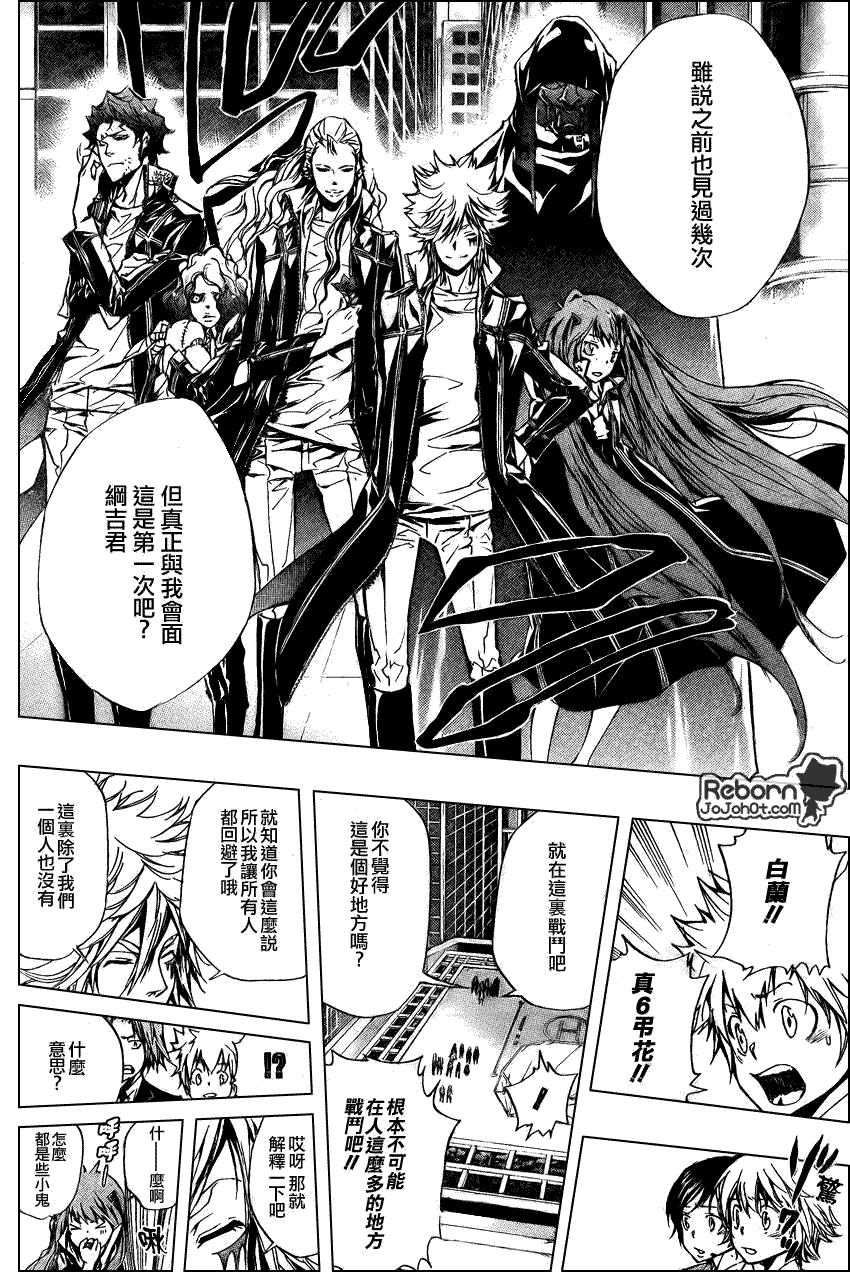 雖説之前也見過幾次
但真正與我會面
這是第一次吧？
綱吉君
Reborn
JoJoHOt.com
白蘭!!
真6弔花!!
驚
就在這裏戰鬥吧
你不覺得
這是個好地方嗎？
！
根本不可能
在人這麼多的地方
戰鬥吧!!
就知道你會這麼說
所以我讓所有人
都回避了哦
這裏除了我們
一個人也沒有
!?
什麼
意思？
哎呀 那就
解釋一下吧
什——麼啊
怎麼
都是些小鬼